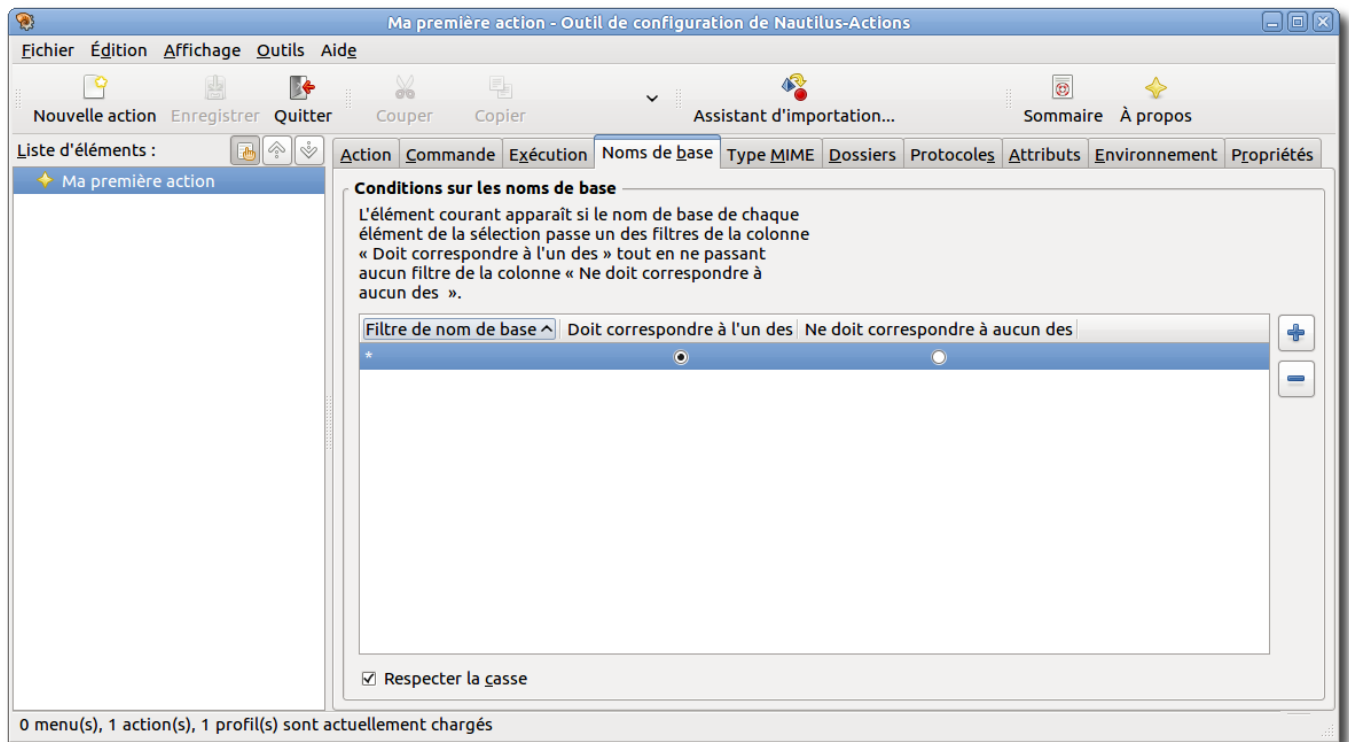 Ma première action - Outil de configuration de Nautilus-Actions
Fichier Édition Affichage Outils Aide
Nouvelle action Enregistrer Quitter Couper Copier Assistant d'importation... Sommaire À propos
Liste d'éléments :
Action Commande Exécution Noms de base Type MIME Dossiers Protocoles Attributs Environnement Propriétés
Ma première action
Conditions sur les noms de base
L'élément courant apparaît si le nom de base de chaque
élément de la sélection passe un des filtres de la colonne
« Doit correspondre à l'un des » tout en ne passant
aucun filtre de la colonne « Ne doit correspondre à
aucun des  ».
Filtre de nom de base Doit correspondre à l'un des Ne doit correspondre à aucun des
*
Respecter la casse
0 menu(s), 1 action(s), 1 profil(s) sont actuellement chargés